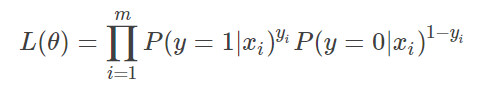 L(θ) = ∏_{i=1}^{m} P(y = 1|x_i)^{y_i} P(y = 0|x_i)^{1−y_i}